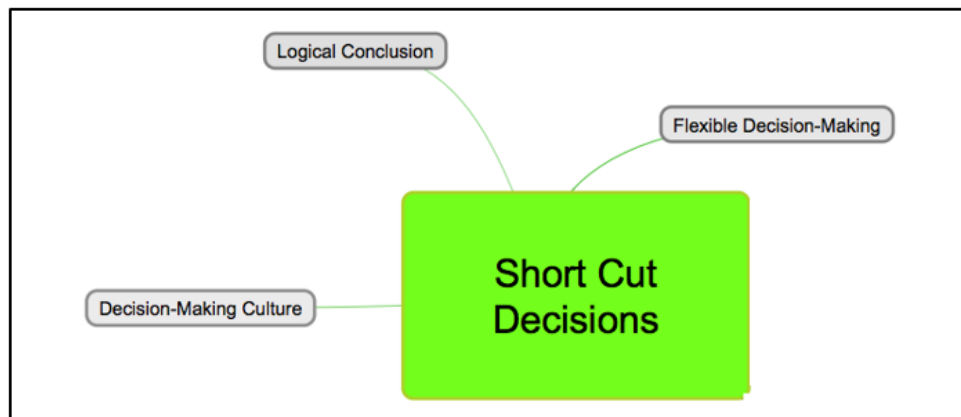 Logical Conclusion
Flexible Decision-Making
Short Cut
Decisions
Decision-Making Culture